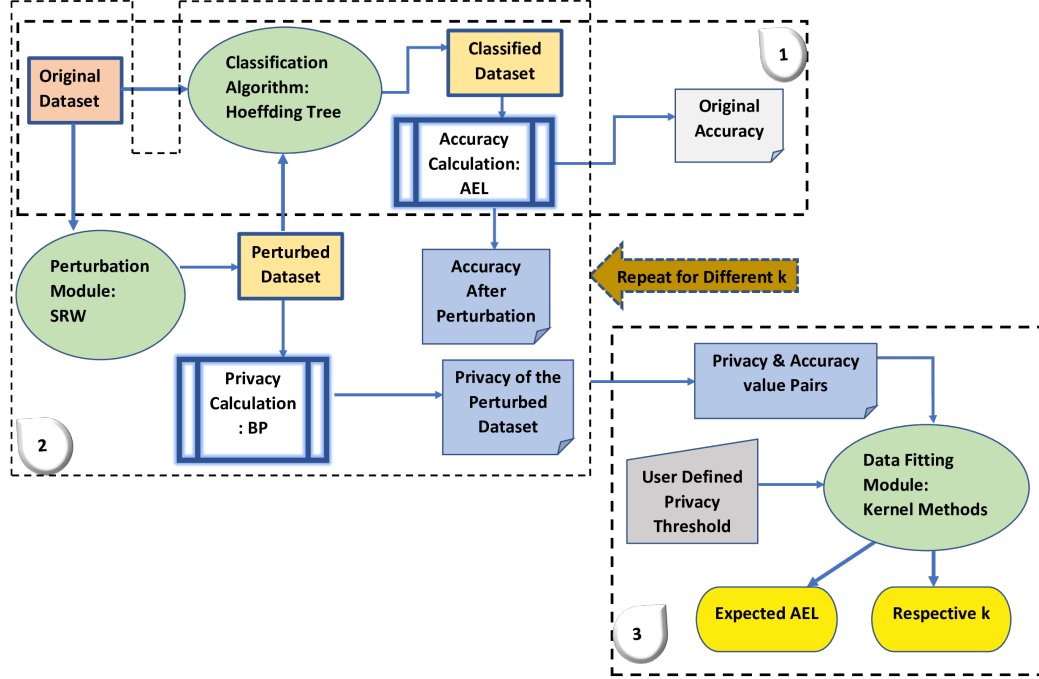 Original
Dataset
Classification
Algorithm:
Hoeffding Tree
Classified
Dataset
1
Original
Accuracy
Accuracy
Calculation:
AEL
Perturbation
Module:
SRW
Perturbed
Dataset
Accuracy
After
Perturbation
Repeat for Different k
Privacy
Calculation
: BP
Privacy of the
Perturbed
Dataset
2
Privacy & Accuracy
value Pairs
User Defined
Privacy
Threshold
Data Fitting
Module:
Kernel Methods
Expected AEL
Respective k
3